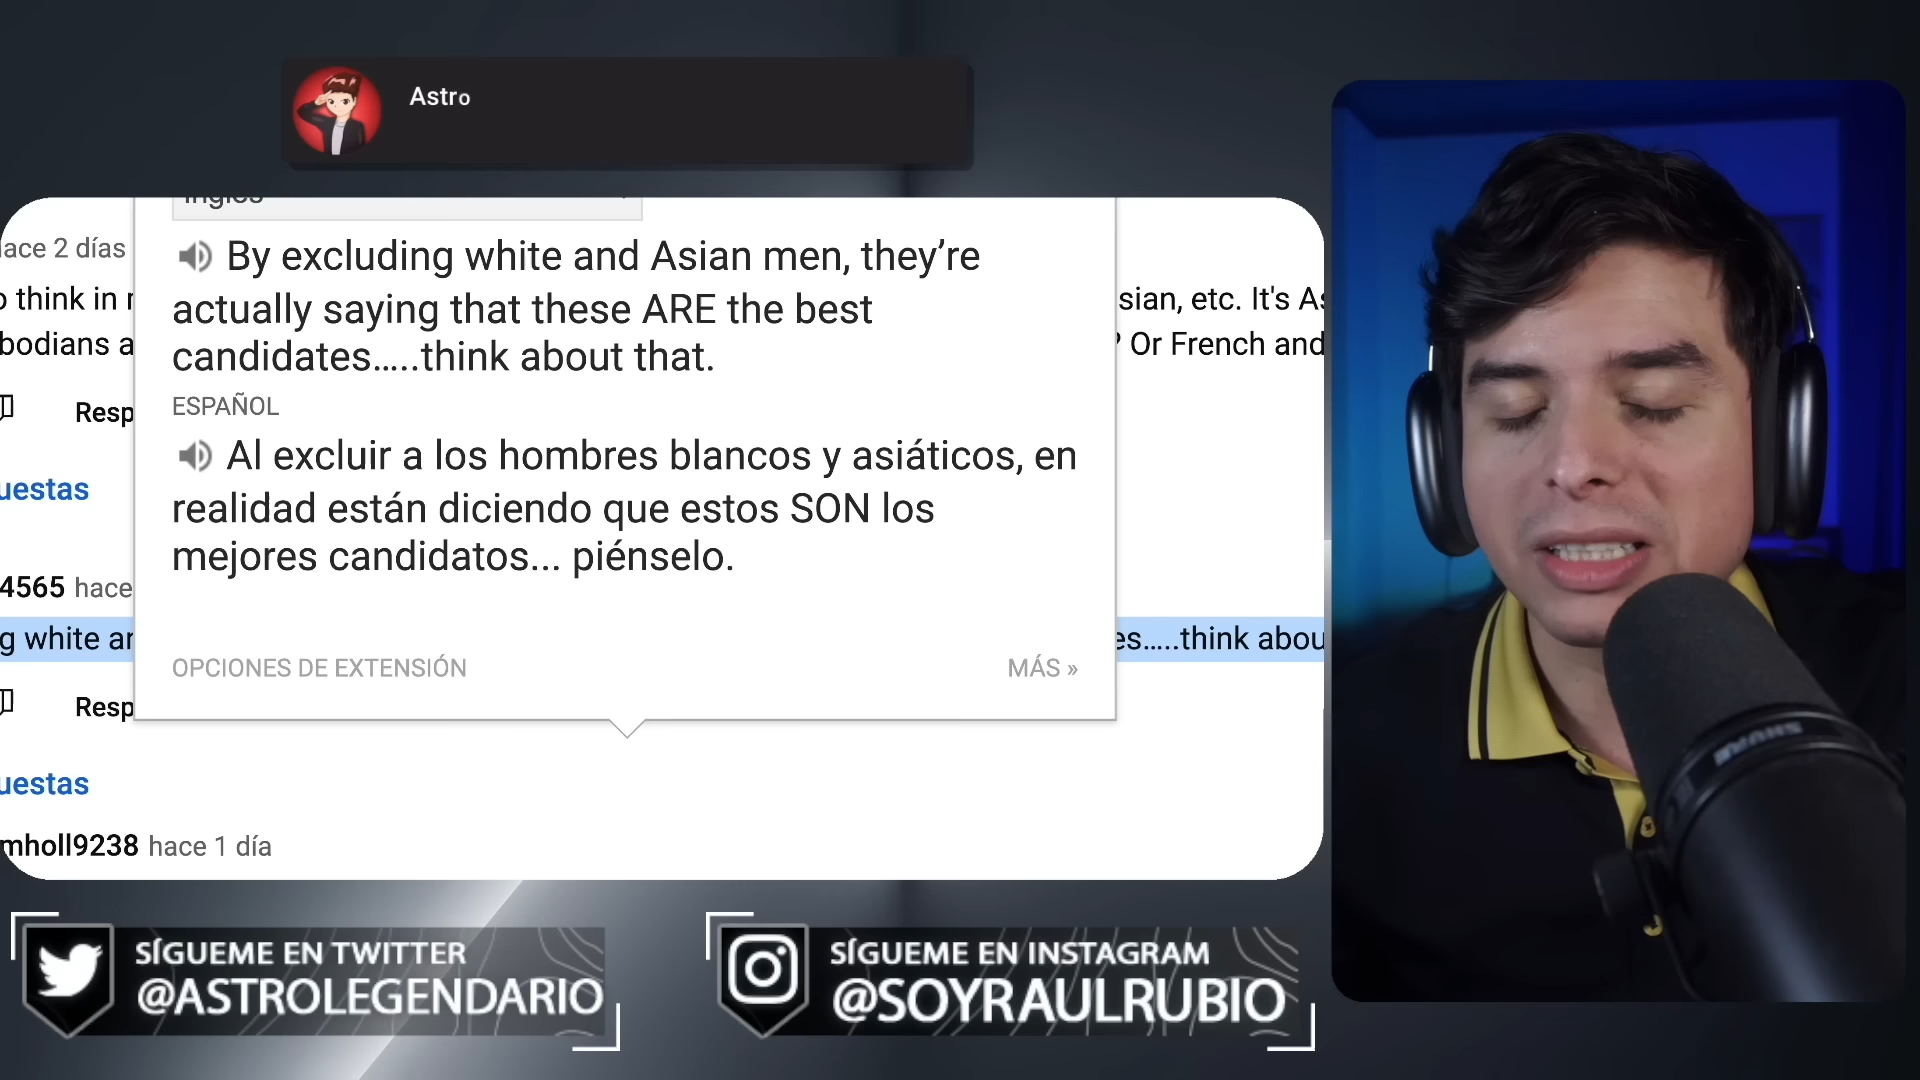 Astro
Inglés
By excluding white and Asian men, they're
actually saying that these ARE the best
candidates.....think about that.
ESPAÑOL
Al excluir a los hombres blancos y asiáticos, en
realidad están diciendo que estos SON los
mejores candidatos... piénselo.
OPCIONES DE EXTENSIÓN MÁS »
ace 2 días
think in
sian, etc. It's
bodians a
? Or French and
Resp
uestas
4565 hace
g white
es.....think abou
Resp
uestas
mholl9238 hace 1 día
SÍGUEME EN TWITTER
@ASTROLEGENDARIO
SÍGUEME EN INSTAGRAM
@SOYRAULRUBIO
SHURE